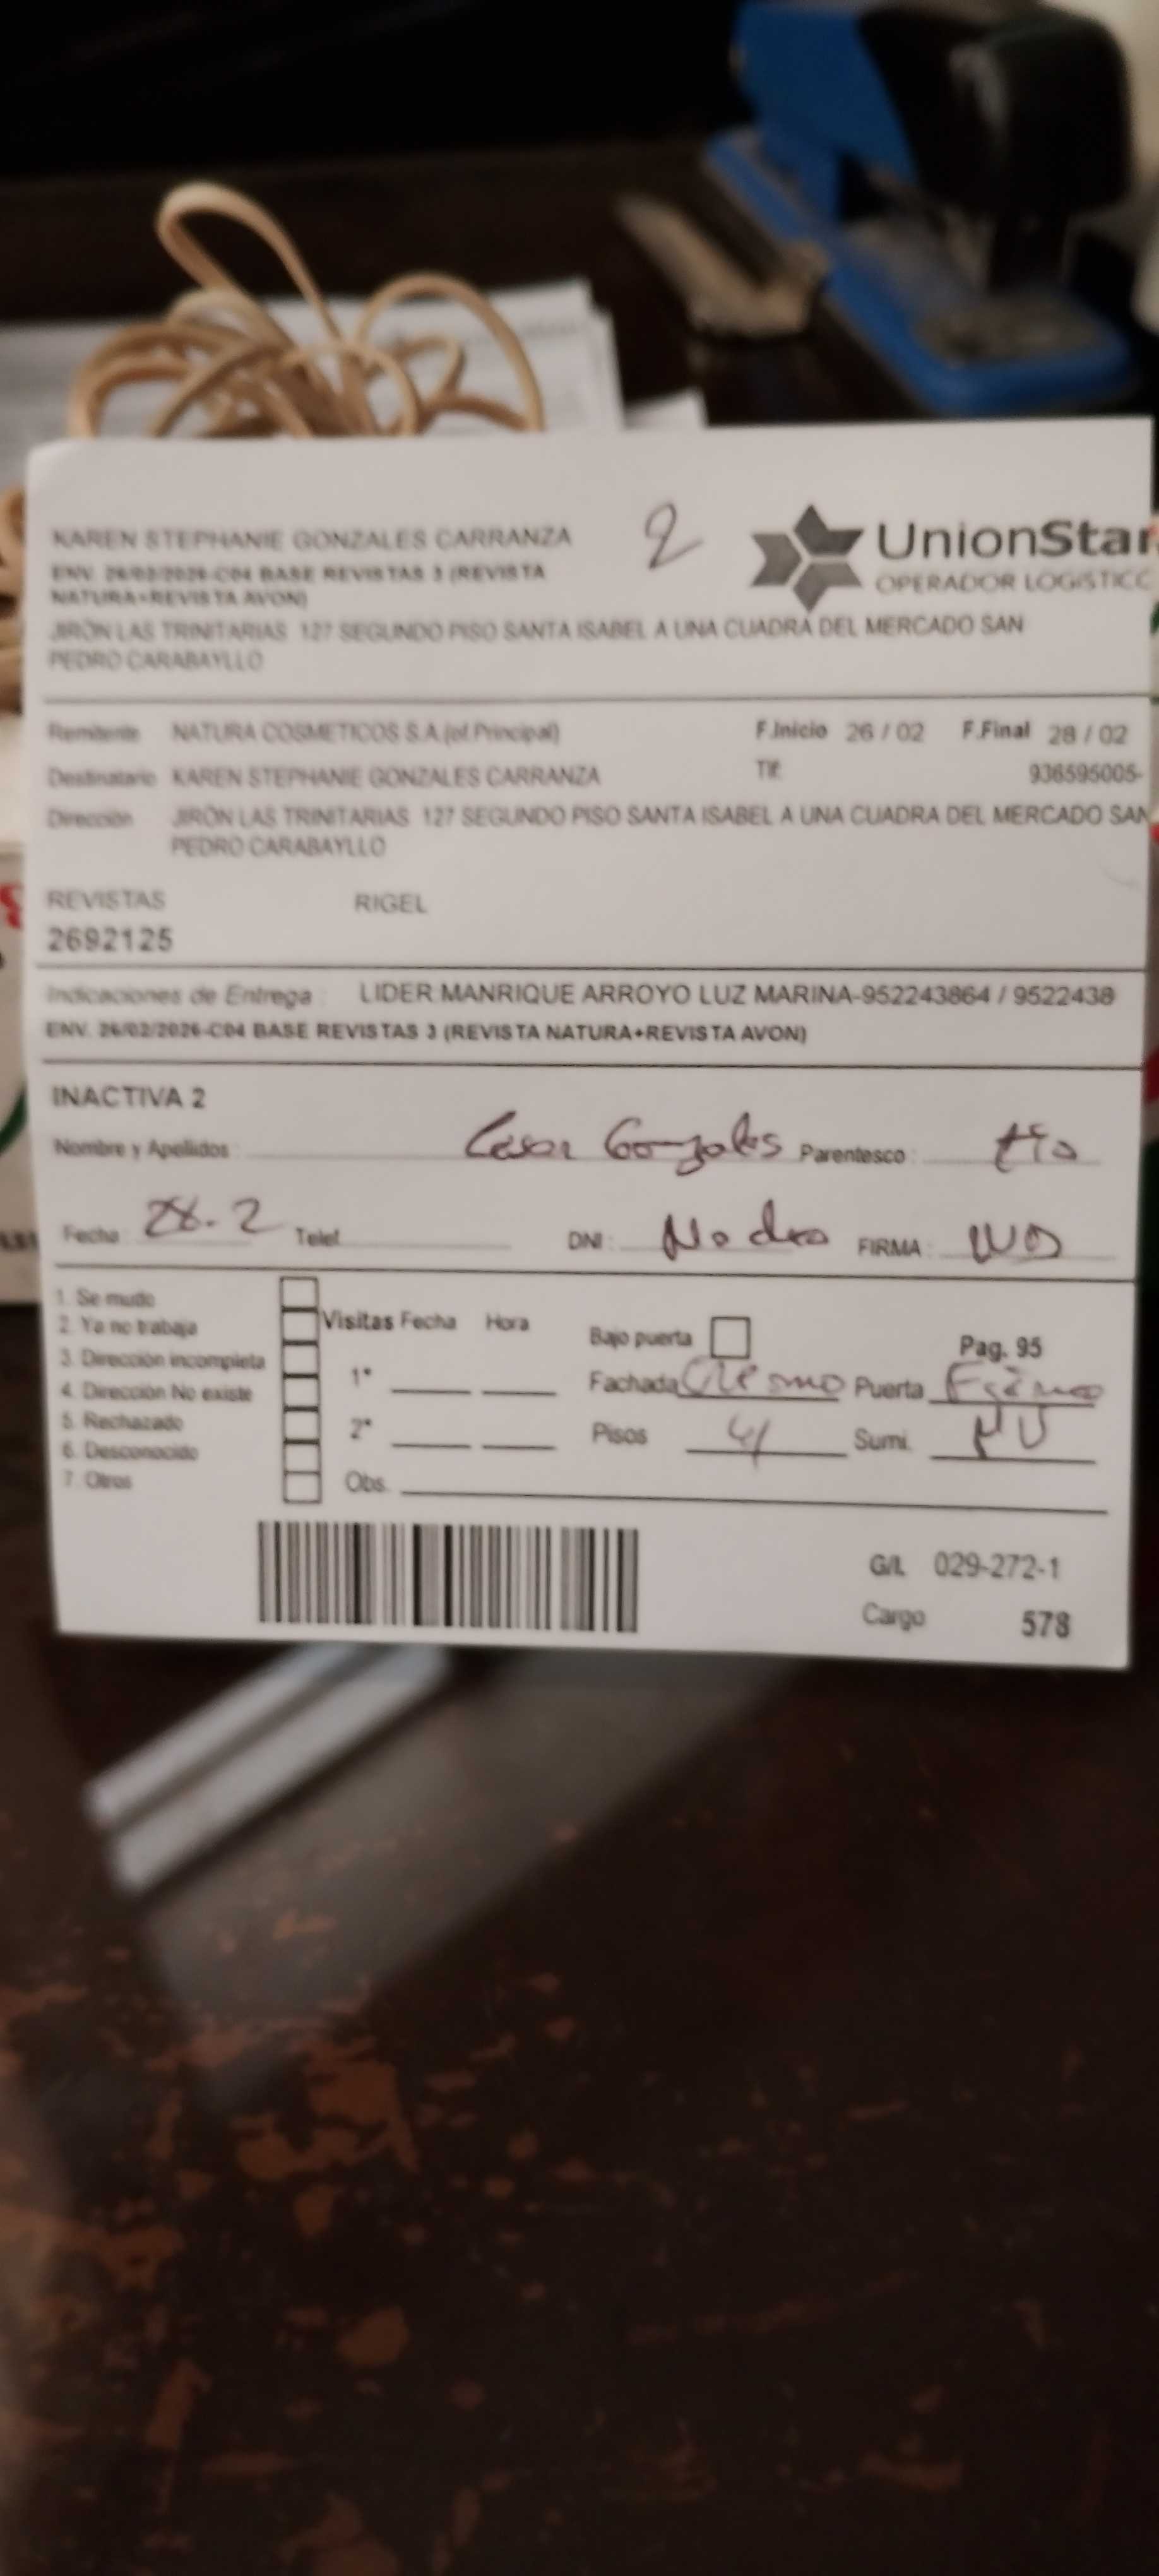 KAREN STEPHANIE GONZALES CARRANZA
2
UnionStar
ENV. 26/02/2026-C04 BASE REVISTAS 3 (REVISTA
NATURA+REVISTA AVON)
OPERADOR LOGISTICO
JIRÓN LAS TRINITARIAS 127 SEGUNDO PISO SANTA ISABEL A UNA CUADRA DEL MERCADO SAN
PEDRO CARABAYLLO
Remitente NATURA COSMETICOS S.A.(of.Principal) F.Inicio 26 / 02 F.Final 28 / 02
Destinatario KAREN STEPHANIE GONZALES CARRANZA Tlf: 936595005-
Dirección JIRÓN LAS TRINITARIAS 127 SEGUNDO PISO SANTA ISABEL A UNA CUADRA DEL MERCADO SAN
PEDRO CARABAYLLO
REVISTAS RIGEL
2692125
Indicaciones de Entrega : LIDER:MANRIQUE ARROYO LUZ MARINA-952243864 / 9522438
ENV. 26/02/2026-C04 BASE REVISTAS 3 (REVISTA NATURA+REVISTA AVON)
INACTIVA 2
Nombre y Apellidos : Cesar Gonzales Parentesco : tío
Fecha : 28-2 Telef. DNI : No dio FIRMA :
1. Se mudo
2. Ya no trabaja Visitas Fecha Hora Bajo puerta Pag. 95
3. Dirección incompleta 1° Fachada Puerta
4. Dirección No existe
5. Rechazado 2° Pisos 4 Sumi.
6. Desconocido
7. Otros Obs.
G/L 029-272-1
Cargo 578